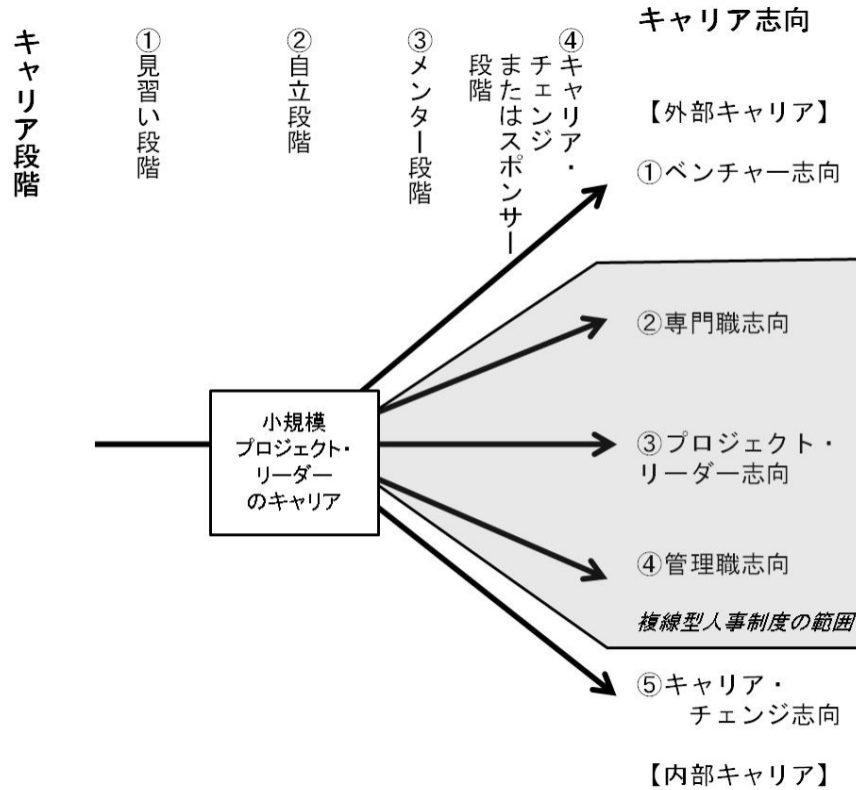 キャリア段階
①見習い段階
②自立段階
③メンター段階
④キャリア・
チェンジ
またはスポンサー
段階
キャリア志向
【外部キャリア】
①ベンチャー志向
②専門職志向
③プロジェクト・
リーダー志向
④管理職志向
複線型人事制度の範囲
⑤キャリア・
チェンジ志向
【内部キャリア】
小規模
プロジェクト・
リーダー
のキャリア